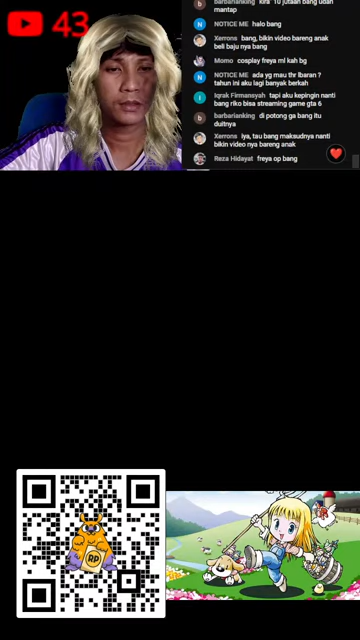 43
barbarianking kira" 10 jutaan bang udah
mantap
N NOTICE ME halo bang
Xerrons bang, bikin video bareng anak
beli baju nya bang
Momo cosplay freya ml kah bg
N NOTICE ME ada yg mau thr lbaran ?
tahun ini aku lagi banyak berkah
I Iqrak Firmansyah tapi aku kepingin nanti
bang riko bisa streaming game gta 6
b barbarianking di potong ga bang itu
duitnya
Xerrons iya, tau bang maksudnya nanti
bikin video nya bareng anak
Reza Hidayat freya op bang
RP